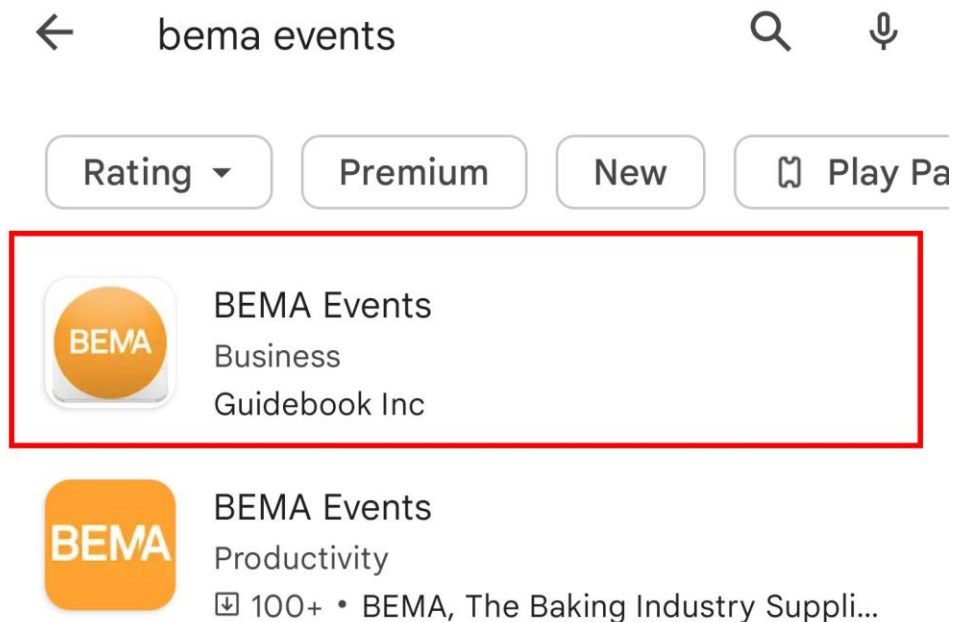 bema events
Rating Premium New Play Pa
BEMA
BEMA Events
Business
Guidebook Inc
BEMA
BEMA Events
Productivity
100+ • BEMA, The Baking Industry Suppli...